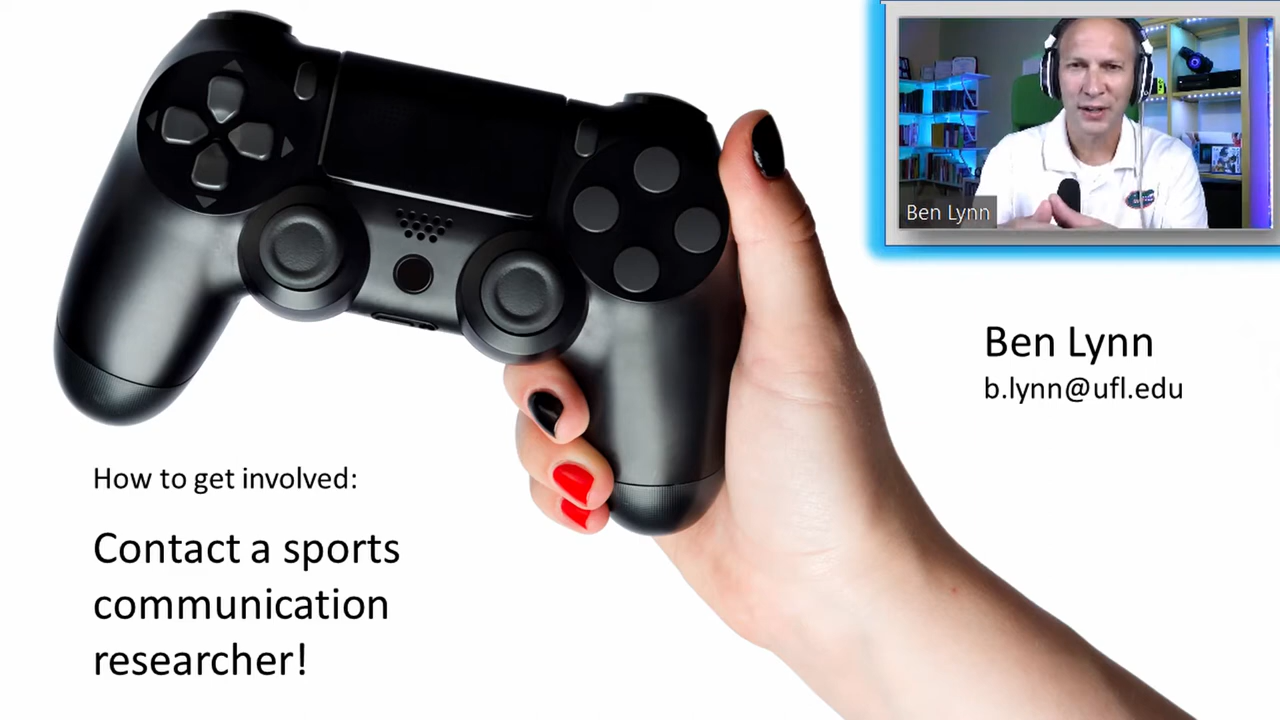 Ben Lynn
Ben Lynn
b.lynn@ufl.edu
How to get involved:
Contact a sports
communication
researcher!